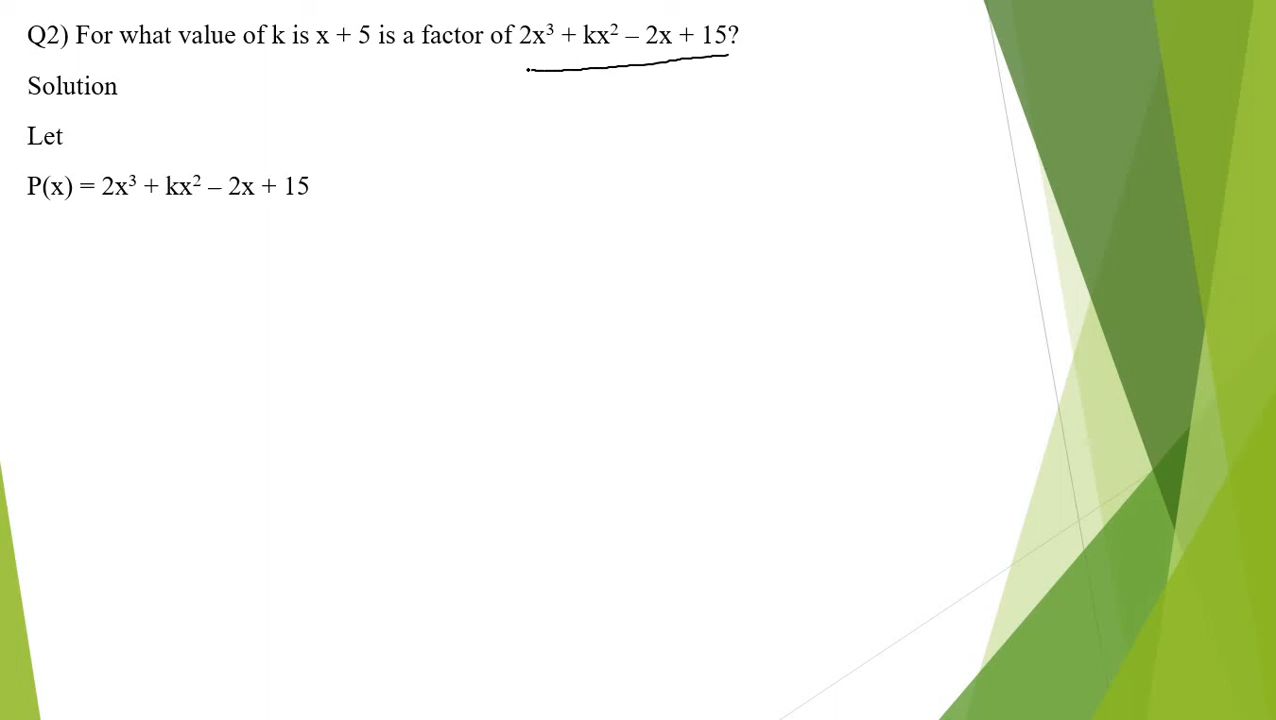 Q2) For what value of k is x + 5 is a factor of 2x³ + kx² – 2x + 15?
Solution
Let
P(x) = 2x³ + kx² – 2x + 15